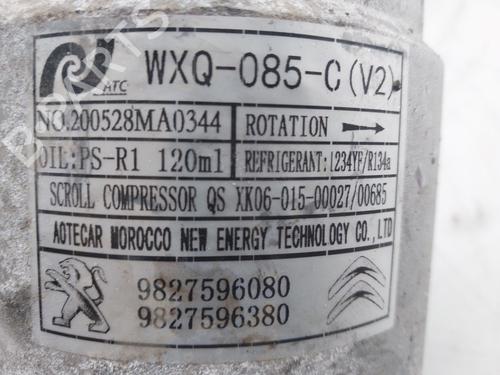 ATC WXQ-085-C (V2)
NO.200528MA0344 ROTATION
OIL:PS-R1 120ml REFRIGERANT:1234YF/R134a
SCROLL COMPRESSOR QS XK06-015-00027/00685
AOTECAR MOROCCO NEW ENERGY TECHNOLOGY CO.,LTD
9827596080
9827596380